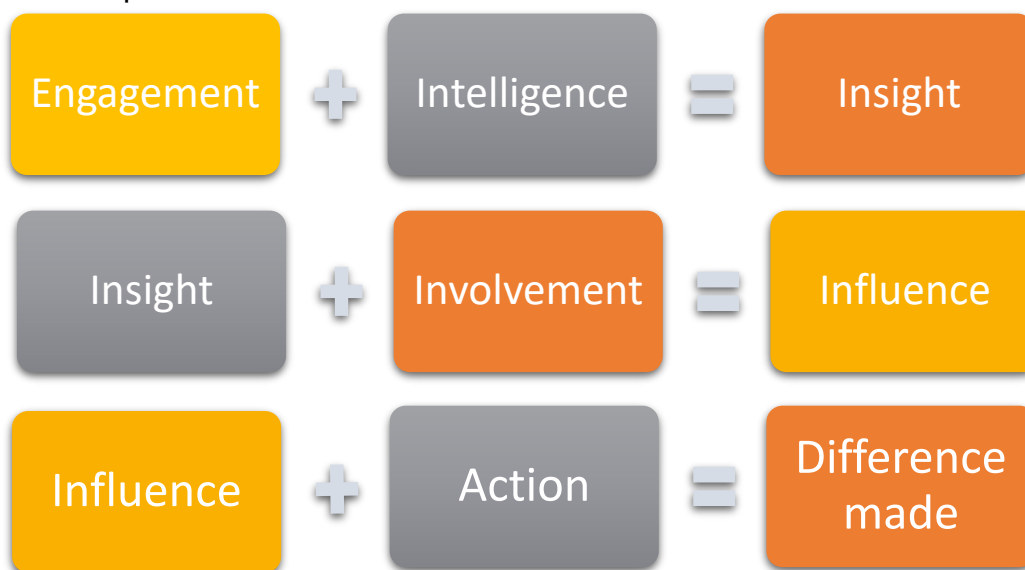 Engagement + Intelligence = Insight
Insight + Involvement = Influence
Influence + Action = Difference
made